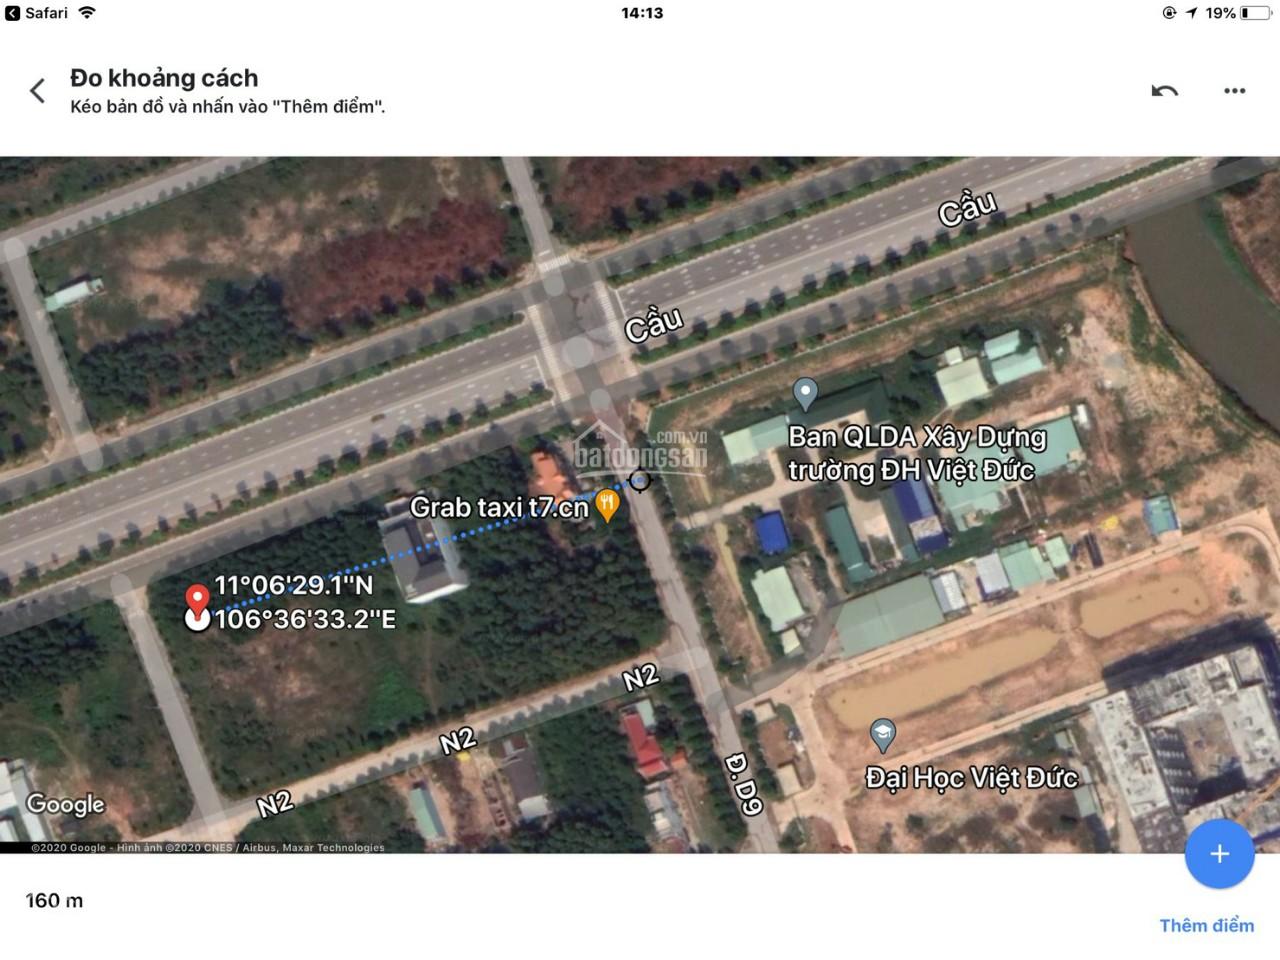 Safari
14:13
19%
Đo khoảng cách
Kéo bản đồ và nhấn vào "Thêm điểm".
Cầu
Cầu
Ban QLDA Xây Dựng
trường ĐH Việt Đức
.com.vn
batdongsan
Grab taxi t7.cn
11°06'29.1"N
106°36'33.2"E
N2
N2
N2
Đ.D9
Đại Học Việt Đức
Google
©2020 Google - Hình ảnh ©2020 CNES / Airbus, Maxar Technologies
160 m
Thêm điểm